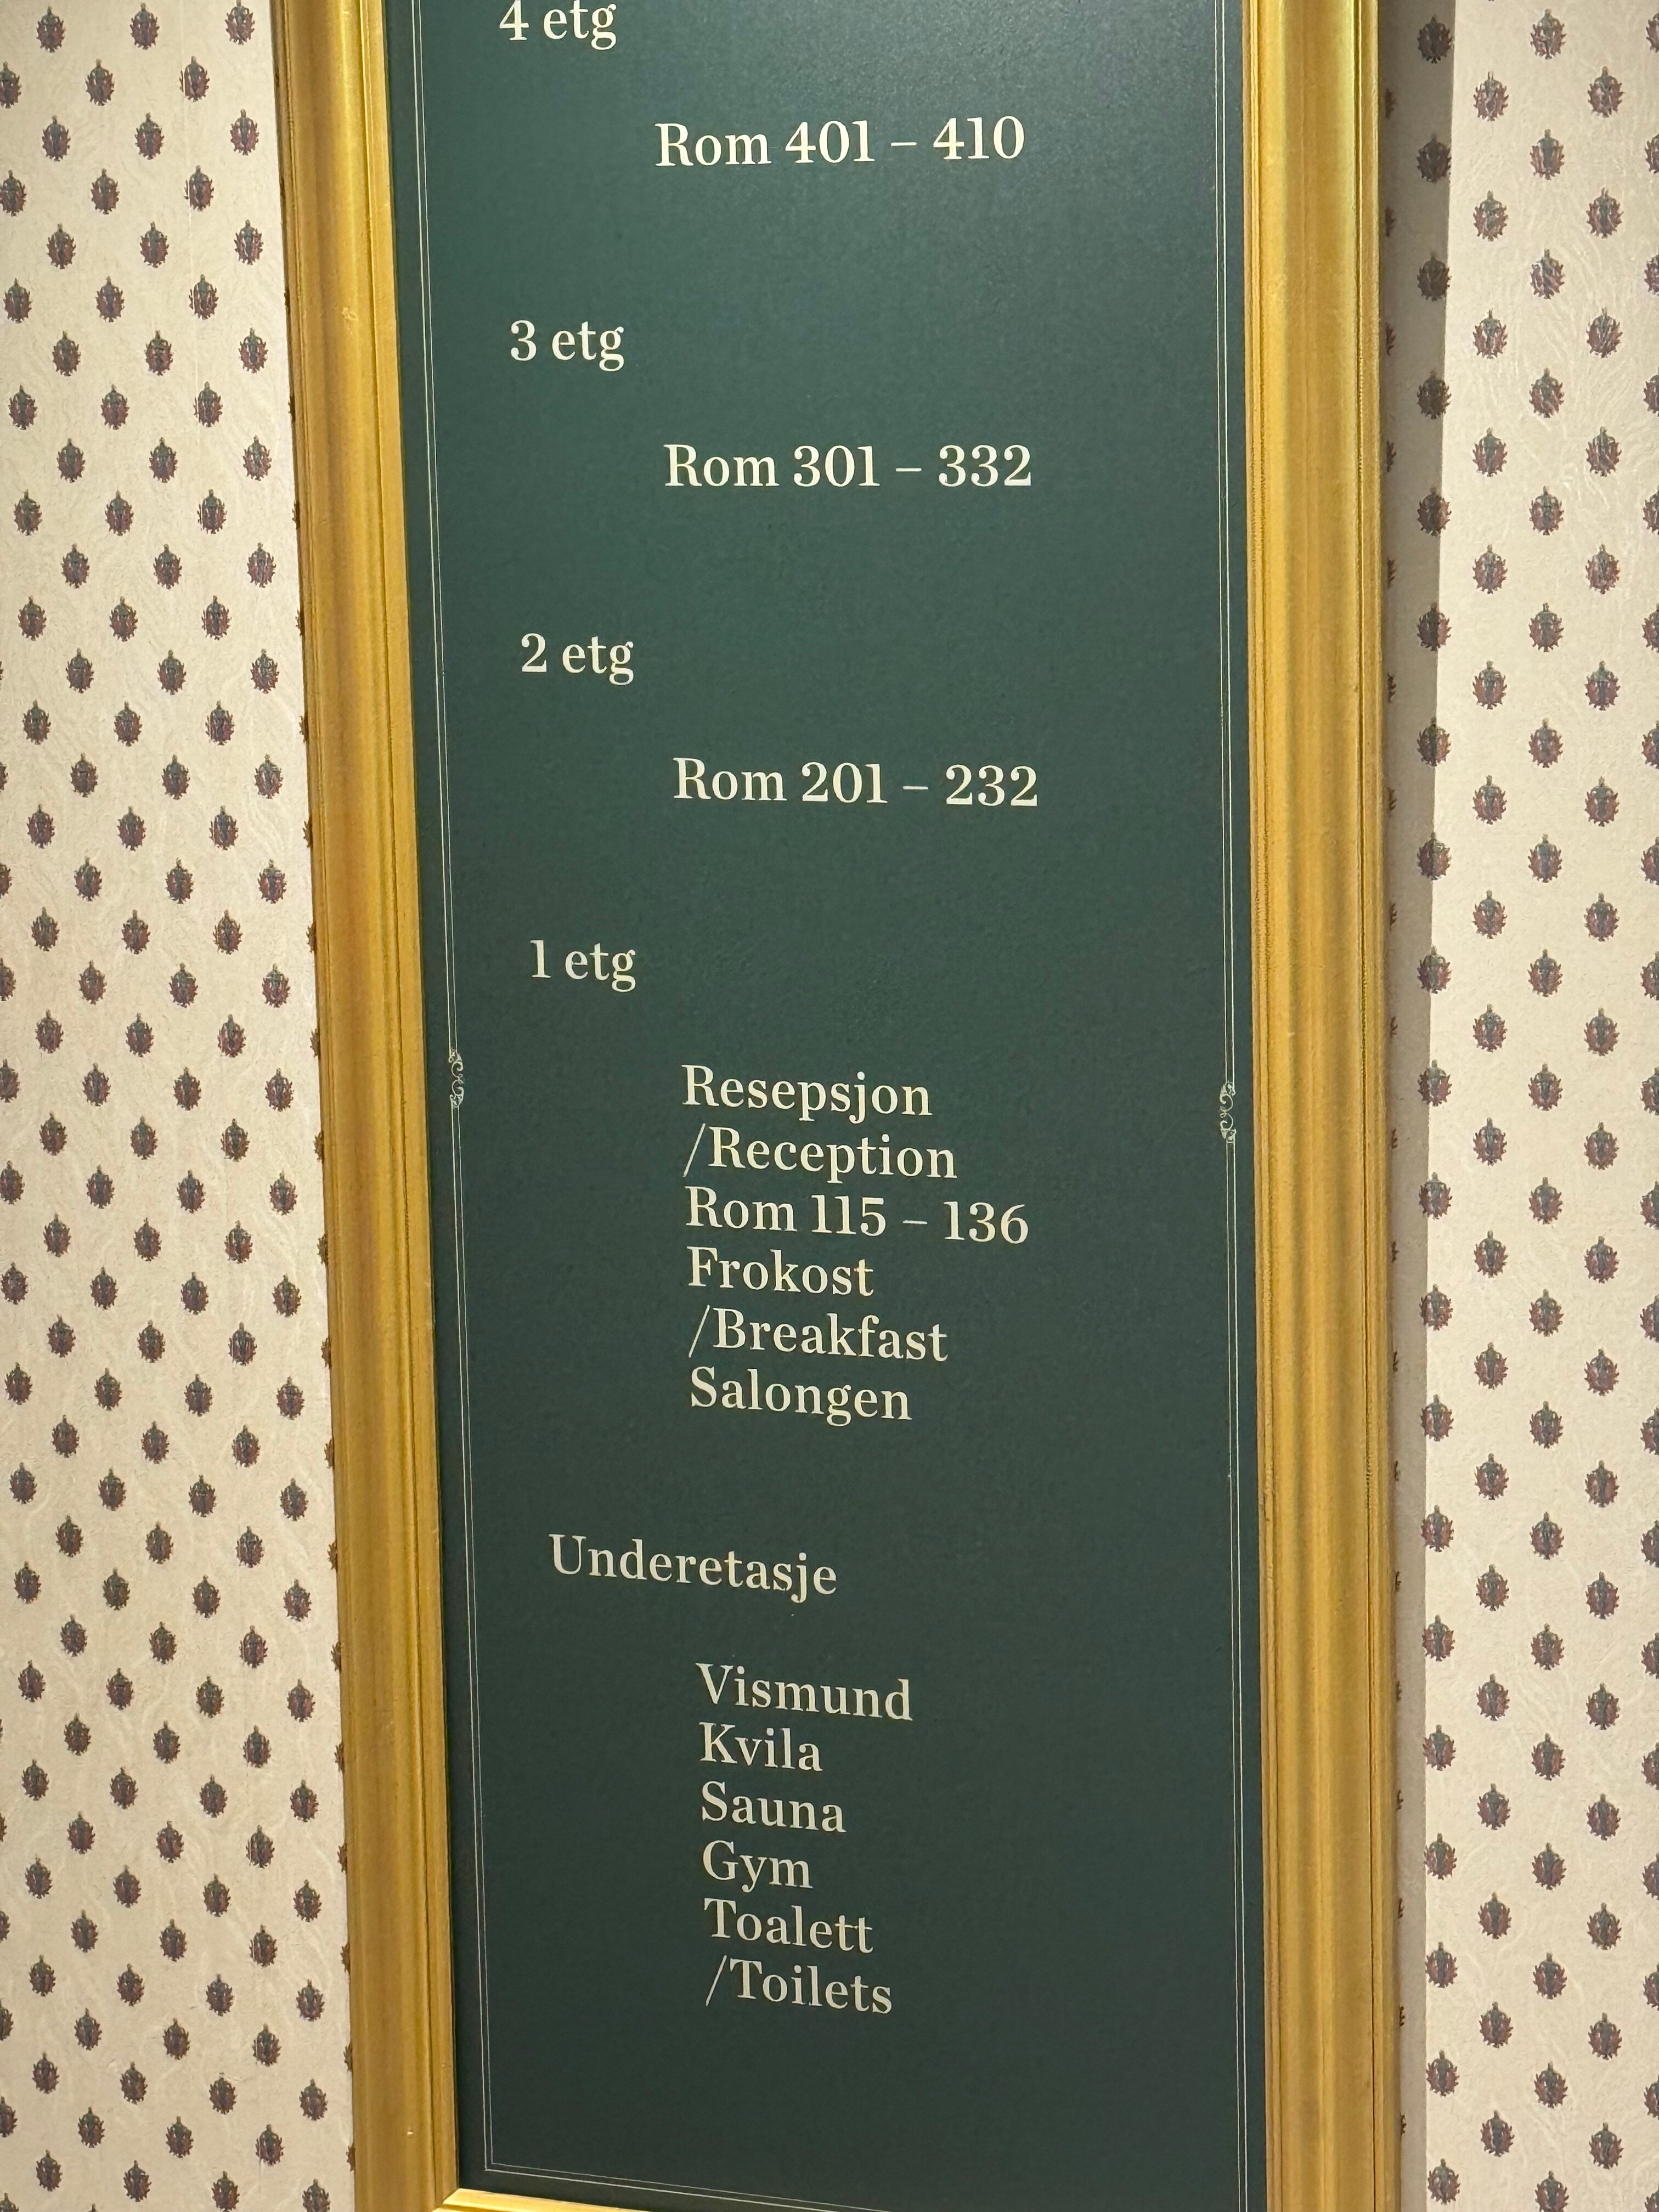 4 etg
Rom 401 – 410
3 etg
Rom 301 – 332
2 etg
Rom 201 – 232
1 etg
Resepsjon
/Reception
Rom 115 – 136
Frokost
/Breakfast
Salongen
Underetasje
Vismund
Kvila
Sauna
Gym
Toalett
/Toilets